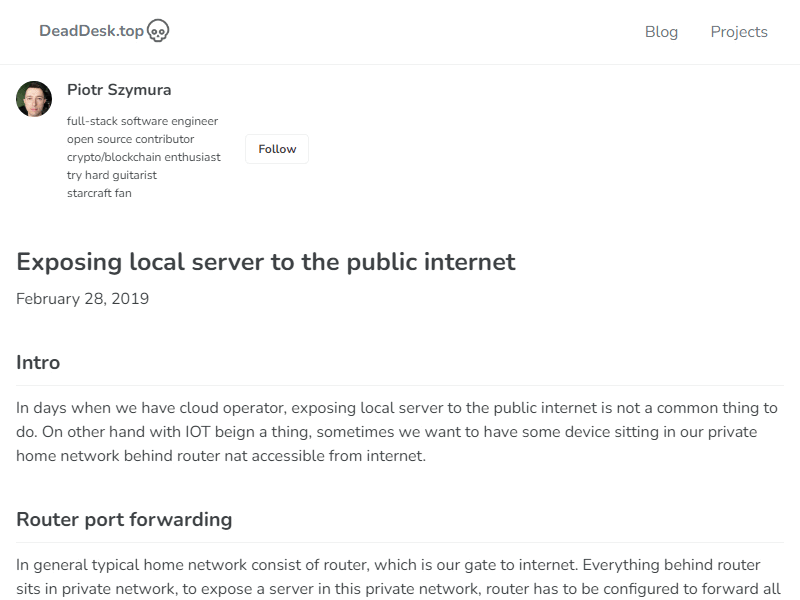 DeadDesk.top
Blog
Projects
Piotr Szymura
full-stack software engineer
open source contributor
crypto/blockchain enthusiast
try hard guitarist
starcraft fan
Follow
Exposing local server to the public internet
February 28, 2019
Intro
In days when we have cloud operator, exposing local server to the public internet is not a common thing to
do. On other hand with IOT beign a thing, sometimes we want to have some device sitting in our private
home network behind router nat accessible from internet.
Router port forwarding
In general typical home network consist of router, which is our gate to internet. Everything behind router
sits in private network, to expose a server in this private network, router has to be configured to forward all